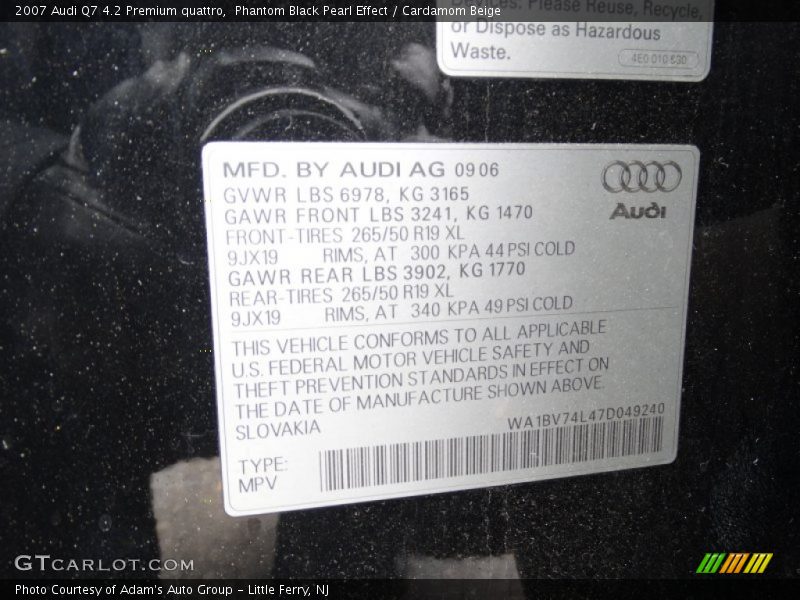 2007 Audi Q7 4.2 Premium quattro,  Phantom Black Pearl Effect / Cardamom Beige
es. Please Reuse, Recycle,
or Dispose as Hazardous
Waste.
4E0 010 630
MFD. BY AUDI AG 09 06
GVWR LBS 6978, KG 3165
GAWR FRONT LBS 3241, KG 1470
FRONT-TIRES 265/50 R19 XL
9JX19 RIMS, AT 300 KPA 44 PSI COLD
GAWR REAR LBS 3902, KG 1770
REAR-TIRES 265/50 R19 XL
9JX19 RIMS, AT 340 KPA 49 PSI COLD
Audi
THIS VEHICLE CONFORMS TO ALL APPLICABLE
U.S. FEDERAL MOTOR VEHICLE SAFETY AND
THEFT PREVENTION STANDARDS IN EFFECT ON
THE DATE OF MANUFACTURE SHOWN ABOVE.
SLOVAKIA
WA1BV74L47D049240
TYPE:
MPV
GTCARLOT.COM
Photo Courtesy of Adam's Auto Group - Little Ferry, NJ